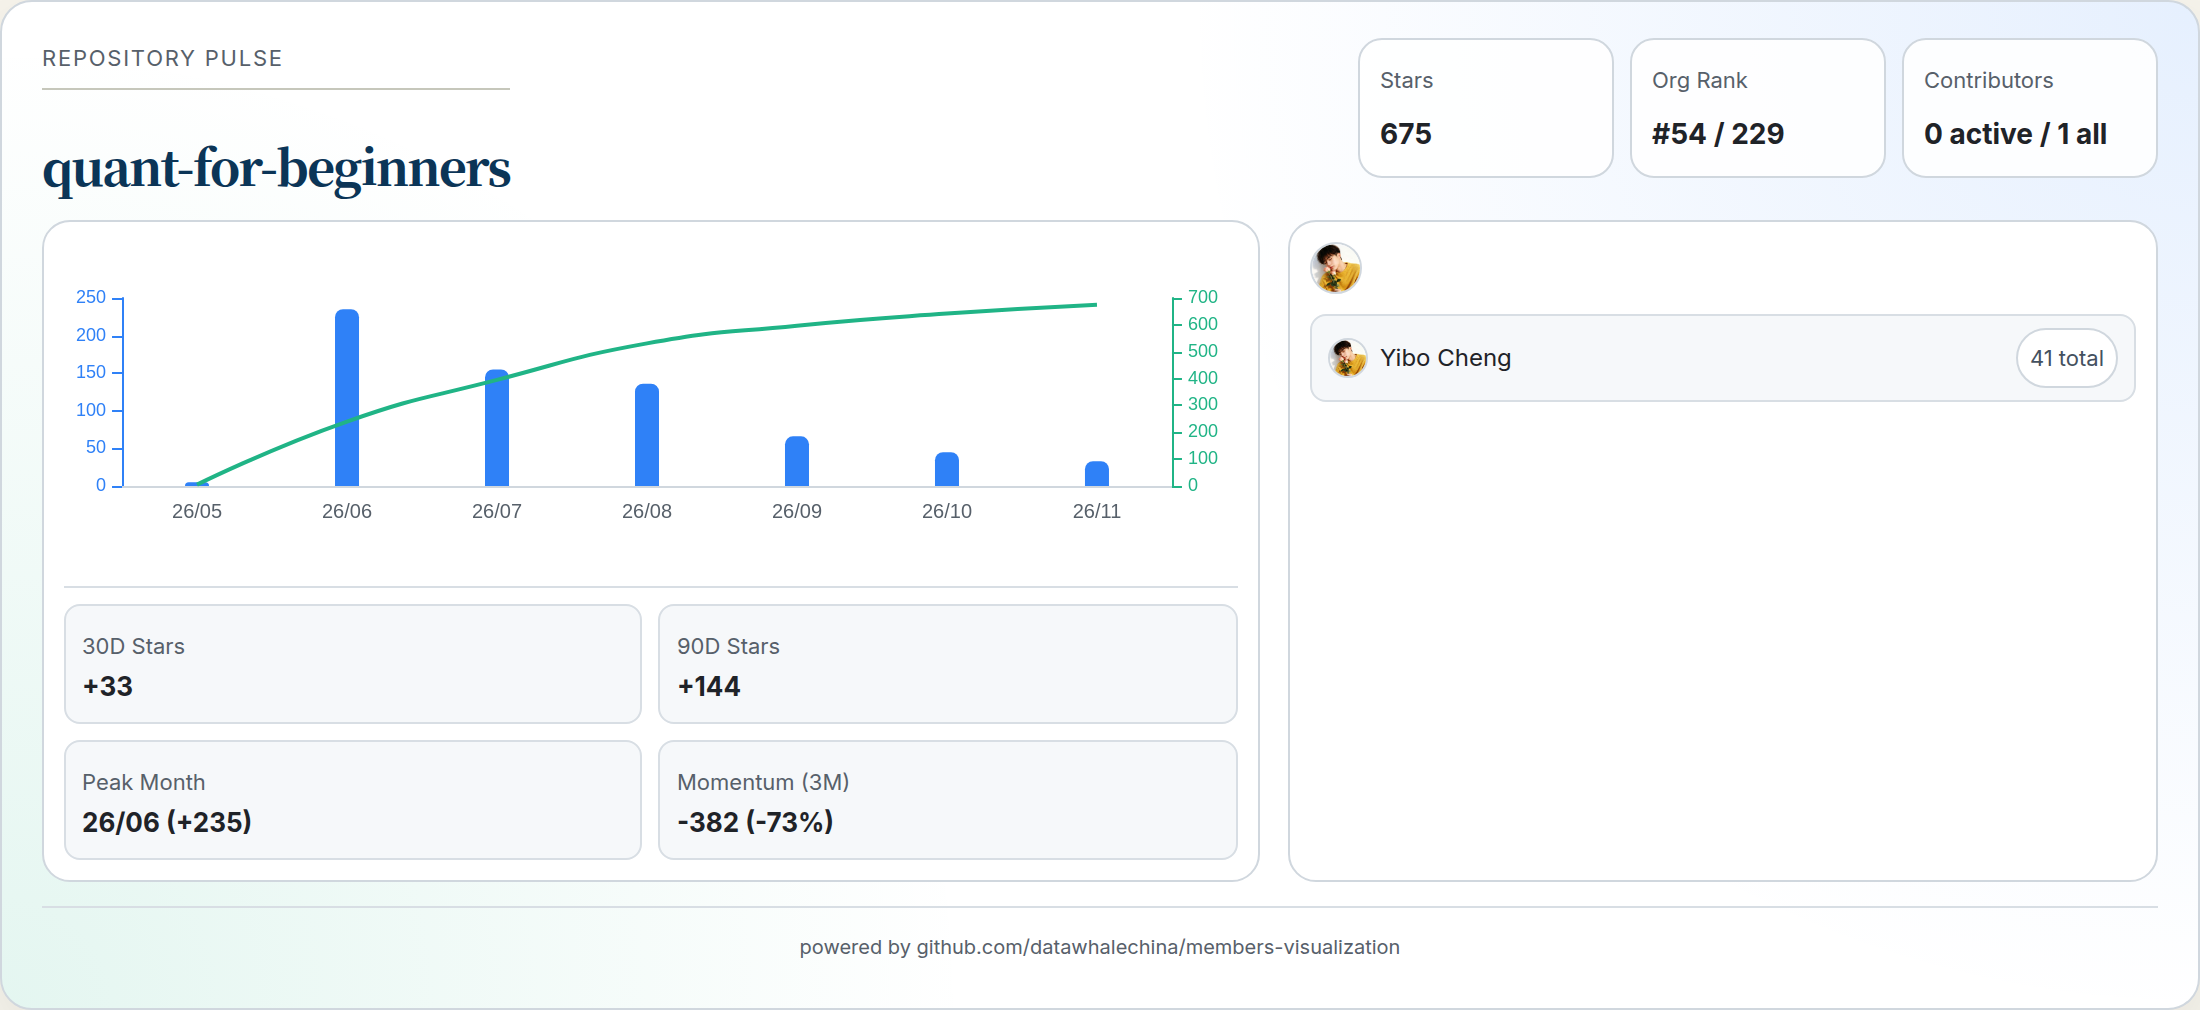 REPOSITORY PULSE
quant-for-beginners
Stars
675
Org Rank
#54 / 229
Contributors
0 active / 1 all
250
200
150
100
50
0
700
600
500
400
300
200
100
0
26/05
26/06
26/07
26/08
26/09
26/10
26/11
30D Stars
+33
90D Stars
+144
Peak Month
26/06 (+235)
Momentum (3M)
-382 (-73%)
Yibo Cheng
41 total
powered by github.com/datawhalechina/members-visualization